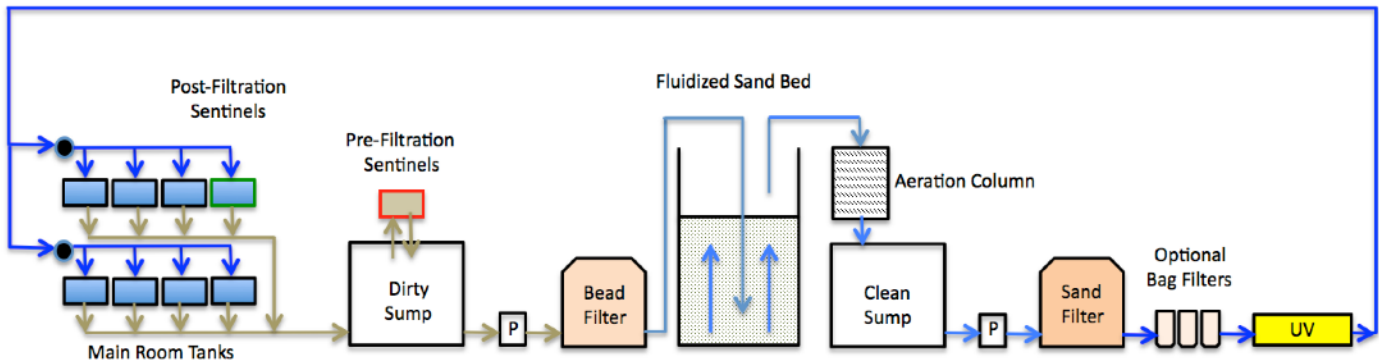 Post-Filtration
Sentinels
Pre-Filtration
Sentinels
Fluidized Sand Bed
Aeration Column
Dirty
Sump
P
Bead
Filter
Clean
Sump
P
Sand
Filter
Optional
Bag Filters
UV
Main Room Tanks